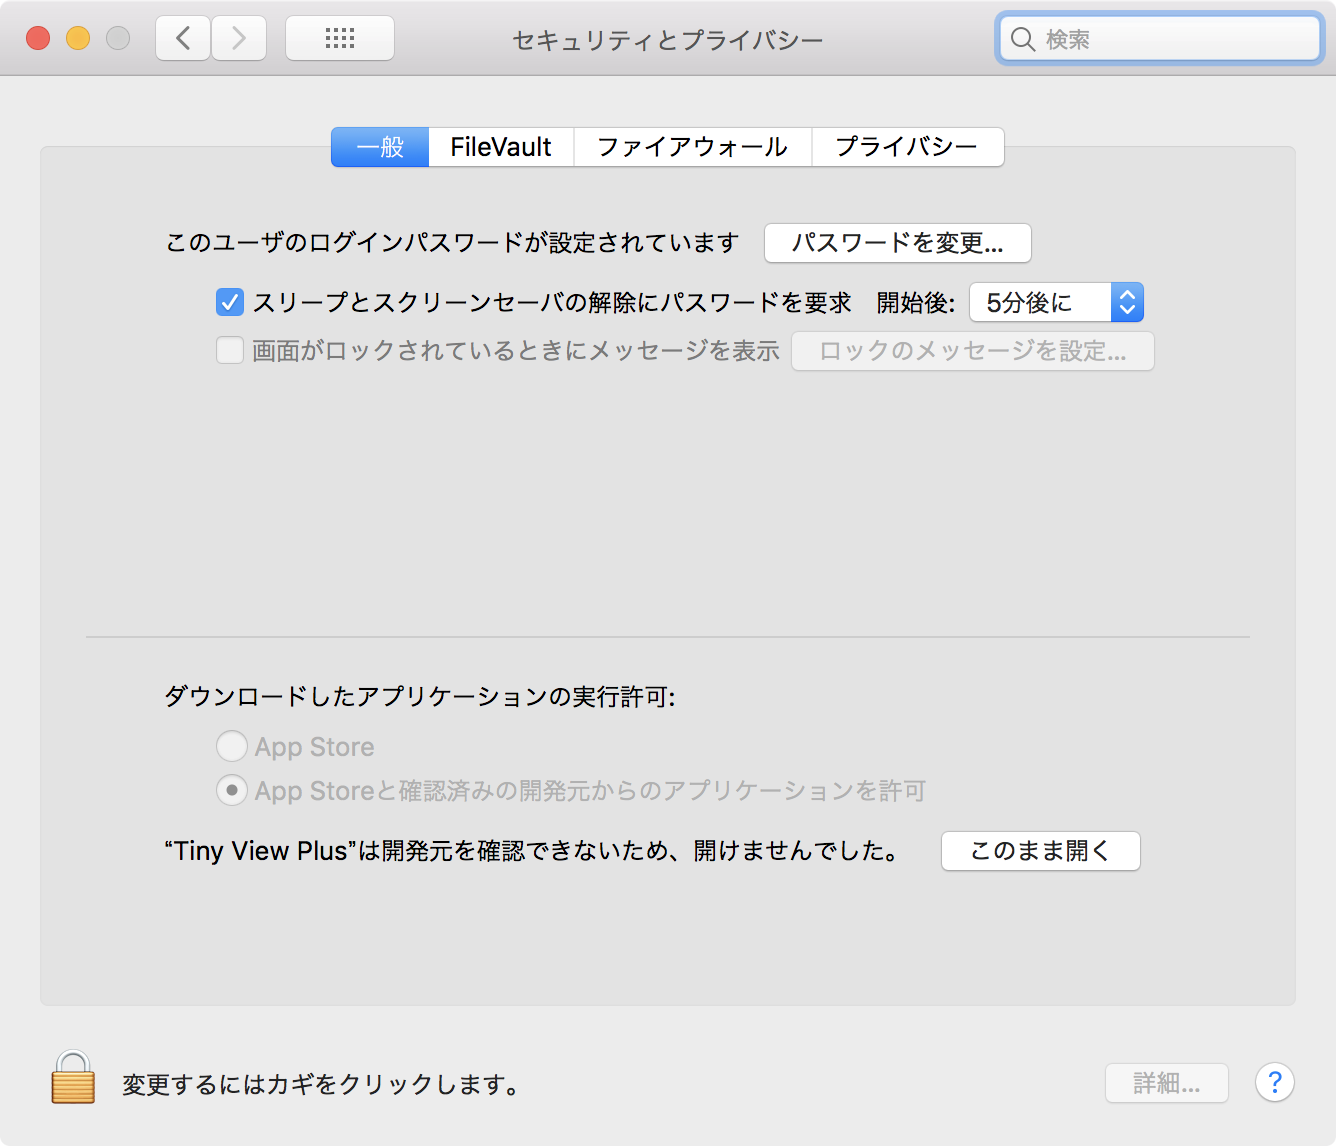 セキュリティとプライバシー
検索
一般 FileVault ファイアウォール プライバシー
このユーザのログインパスワードが設定されています パスワードを変更...
スリープとスクリーンセーバの解除にパスワードを要求 開始後: 5分後に
画面がロックされているときにメッセージを表示 ロックのメッセージを設定...
ダウンロードしたアプリケーションの実行許可:
App Store
App Storeと確認済みの開発元からのアプリケーションを許可
“Tiny View Plus”は開発元を確認できないため、開けませんでした。 このまま開く
変更するにはカギをクリックします。 詳細... ?